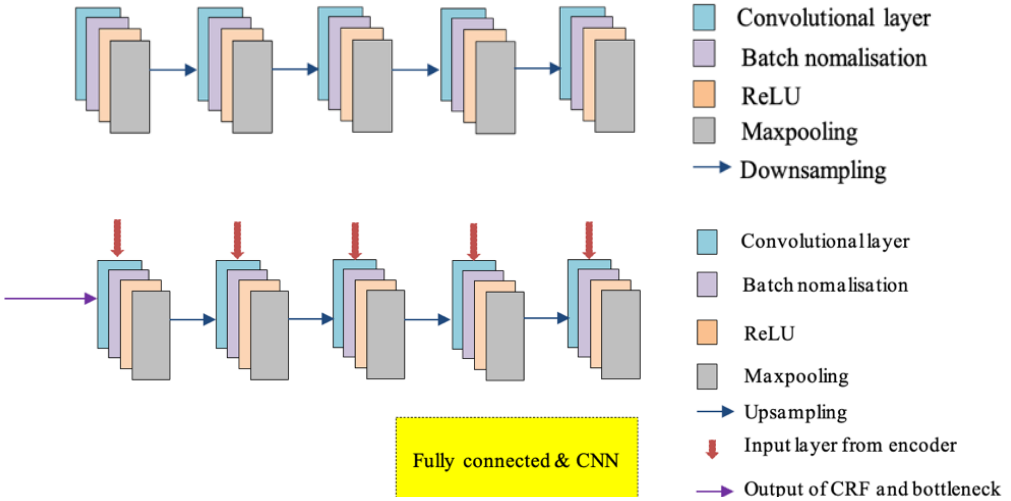 Convolutional layer
Batch nomalisation
ReLU
Maxpooling
Downsampling
Convolutional layer
Batch nomalisation
ReLU
Maxpooling
Upsampling
Input layer from encoder
Fully connected & CNN
Output of CRF and bottleneck